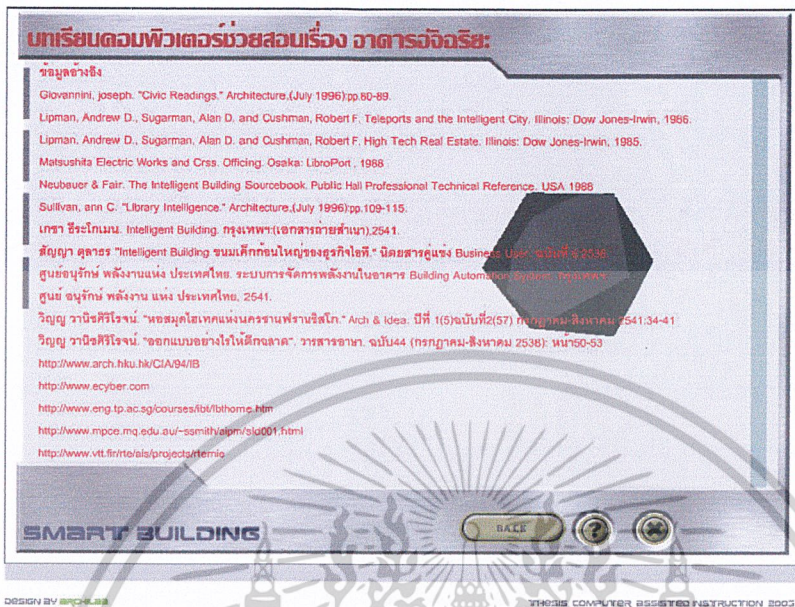 บทเรียนคอมพิวเตอร์ช่วยสอนเรื่อง อาคารอัจฉริยะ
ข้อมูลอ้างอิง
Giovannini, joseph. "Civic Readings." Architecture,(July 1996):pp.80-89.
Lipman, Andrew D., Sugarman, Alan D. and Cushman, Robert F. Teleports and the Intelligent City. Illinois: Dow Jones-Irwin, 1986.
Lipman, Andrew D., Sugarman, Alan D. and Cushman, Robert F. High Tech Real Estate. Illinois: Dow Jones-Irwin, 1985.
Matsushita Electric Works and Crss. Officing. Osaka: LibroPort , 1988
Neubauer & Fair. The Intelligent Building Sourcebook. Public Hall Professional Technical Reference. USA 1988
Sullivan, ann C. "Library Intelligence." Architecture,(July 1996):pp.109-115.
เกชา ธีระโกเมน. Intelligent Building. กรุงเทพฯ:(เอกสารถ่ายสำเนา),2541.
สัญญา ตุลาธร "Intelligent Building ขนมเค็กก้อนใหญ่ของธุรกิจไอที." นิตยสารคู่แข่ง Business User. ฉบับที่ 2536
ศูนย์อนุรักษ์ พลังงานแห่ง ประเทศไทย. ระบบการจัดการพลังงานในอาคาร Building Automation System. กรุงเทพฯ:
ศูนย์ อนุรักษ์ พลังงาน แห่ง ประเทศไทย, 2541.
วิญญู วานิชศิริโรจน์. "หอสมุดไฮเทคแห่งนครซานฟรานซิสโก." Arch & Idea. ปีที่ 1(5)ฉบับที่2(57) กรกฎาคม-สิงหาคม 2541:34-41
วิญญู วานิชศิริโรจน์. "ออกแบบอย่างไรให้ตึกฉลาด". วารสารอาษา. ฉบับ44 (กรกฎาคม-สิงหาคม 2538): หน้า50-53
http://www.arch.hku.hk/CIA/94/IB
http://www.ecyber.com
http://www.eng.tp.ac.sg/courses/ibt/Ibthome.htm
http://www.mpce.mq.edu.au/~ssmith/aipm/sld001.html
http://www.vtt.fir/rte/ais/projects/rternie
SMART BUILDING
BACK
?
DESIGN BY ARCHILAB
THESIS COMPUTER ASSISTED INSTRUCTION 2002